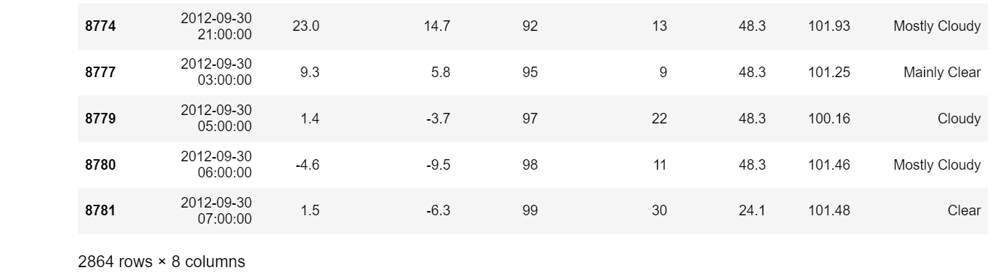 8774 2012-09-30 21:00:00 23.0 14.7 92 13 48.3 101.93 Mostly Cloudy
8777 2012-09-30 03:00:00 9.3 5.8 95 9 48.3 101.25 Mainly Clear
8779 2012-09-30 05:00:00 1.4 -3.7 97 22 48.3 100.16 Cloudy
8780 2012-09-30 06:00:00 -4.6 -9.5 98 11 48.3 101.46 Mostly Cloudy
8781 2012-09-30 07:00:00 1.5 -6.3 99 30 24.1 101.48 Clear
2864 rows × 8 columns